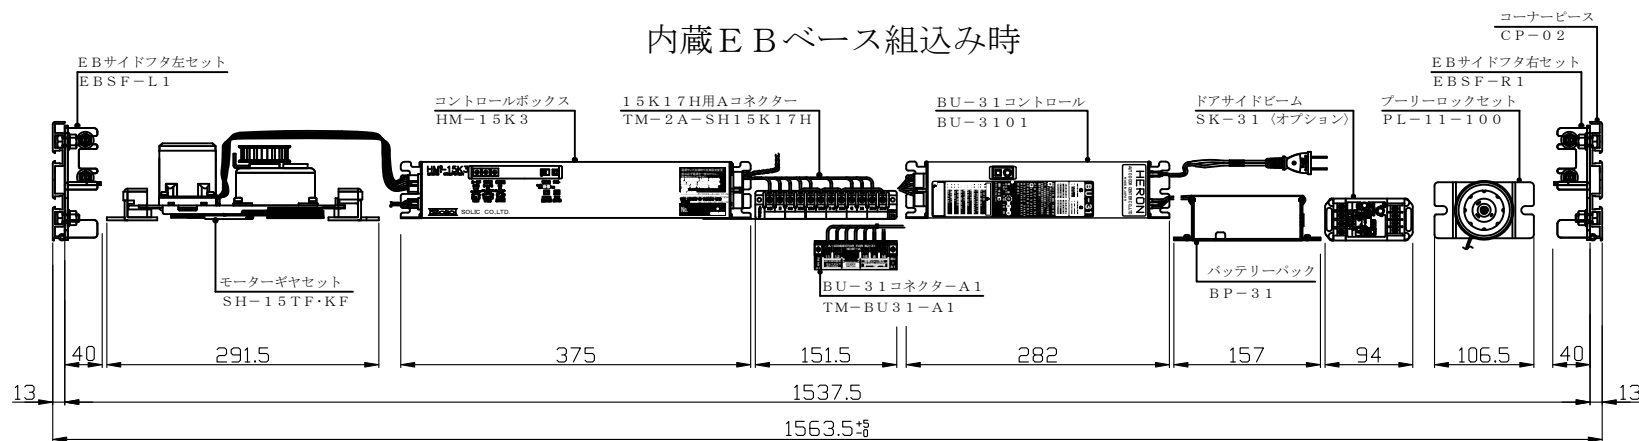 内蔵ＥＢベース組込み時
コーナーピース
ＣＰ－０２
ＥＢサイドフタ左セット
ＥＢＳＦ－Ｌ１
ＥＢサイドフタ右セット
ＥＢＳＦ－Ｒ１
コントロールボックス
ＨＭ－１５Ｋ３
１５Ｋ１７Ｈ用Ａコネクター
ＴＭ－２Ａ－ＳＨ１５Ｋ１７Ｈ
ＢＵ－３１コントロール
ＢＵ－３１０１
ドアサイドビーム
ＳＫ－３１（オプション）
プーリーロックセット
ＰＬ－１１－１００
HM-15K3
SOLIC CO.,LTD.
BU-31
HERON
モーターギヤセット
ＳＨ－１５ＴＦ・ＫＦ
ＢＵ－３１コネクターＡ１
ＴＭ－ＢＵ３１－Ａ１
バッテリーパック
ＢＰ－３１
40
291.5
375
151.5
282
157
94
106.5
40
13
1537.5
13
1563.5 +5 -0